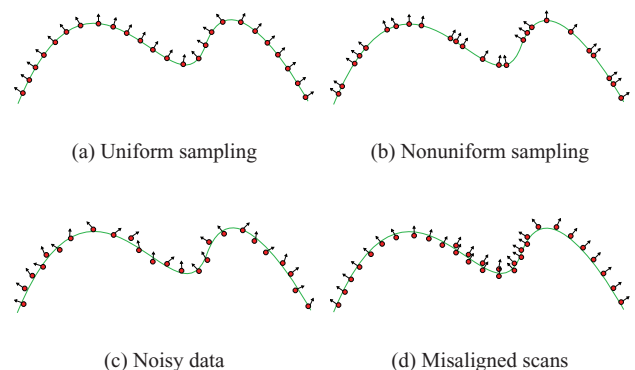 (a) Uniform sampling
(b) Nonuniform sampling
(c) Noisy data
(d) Misaligned scans